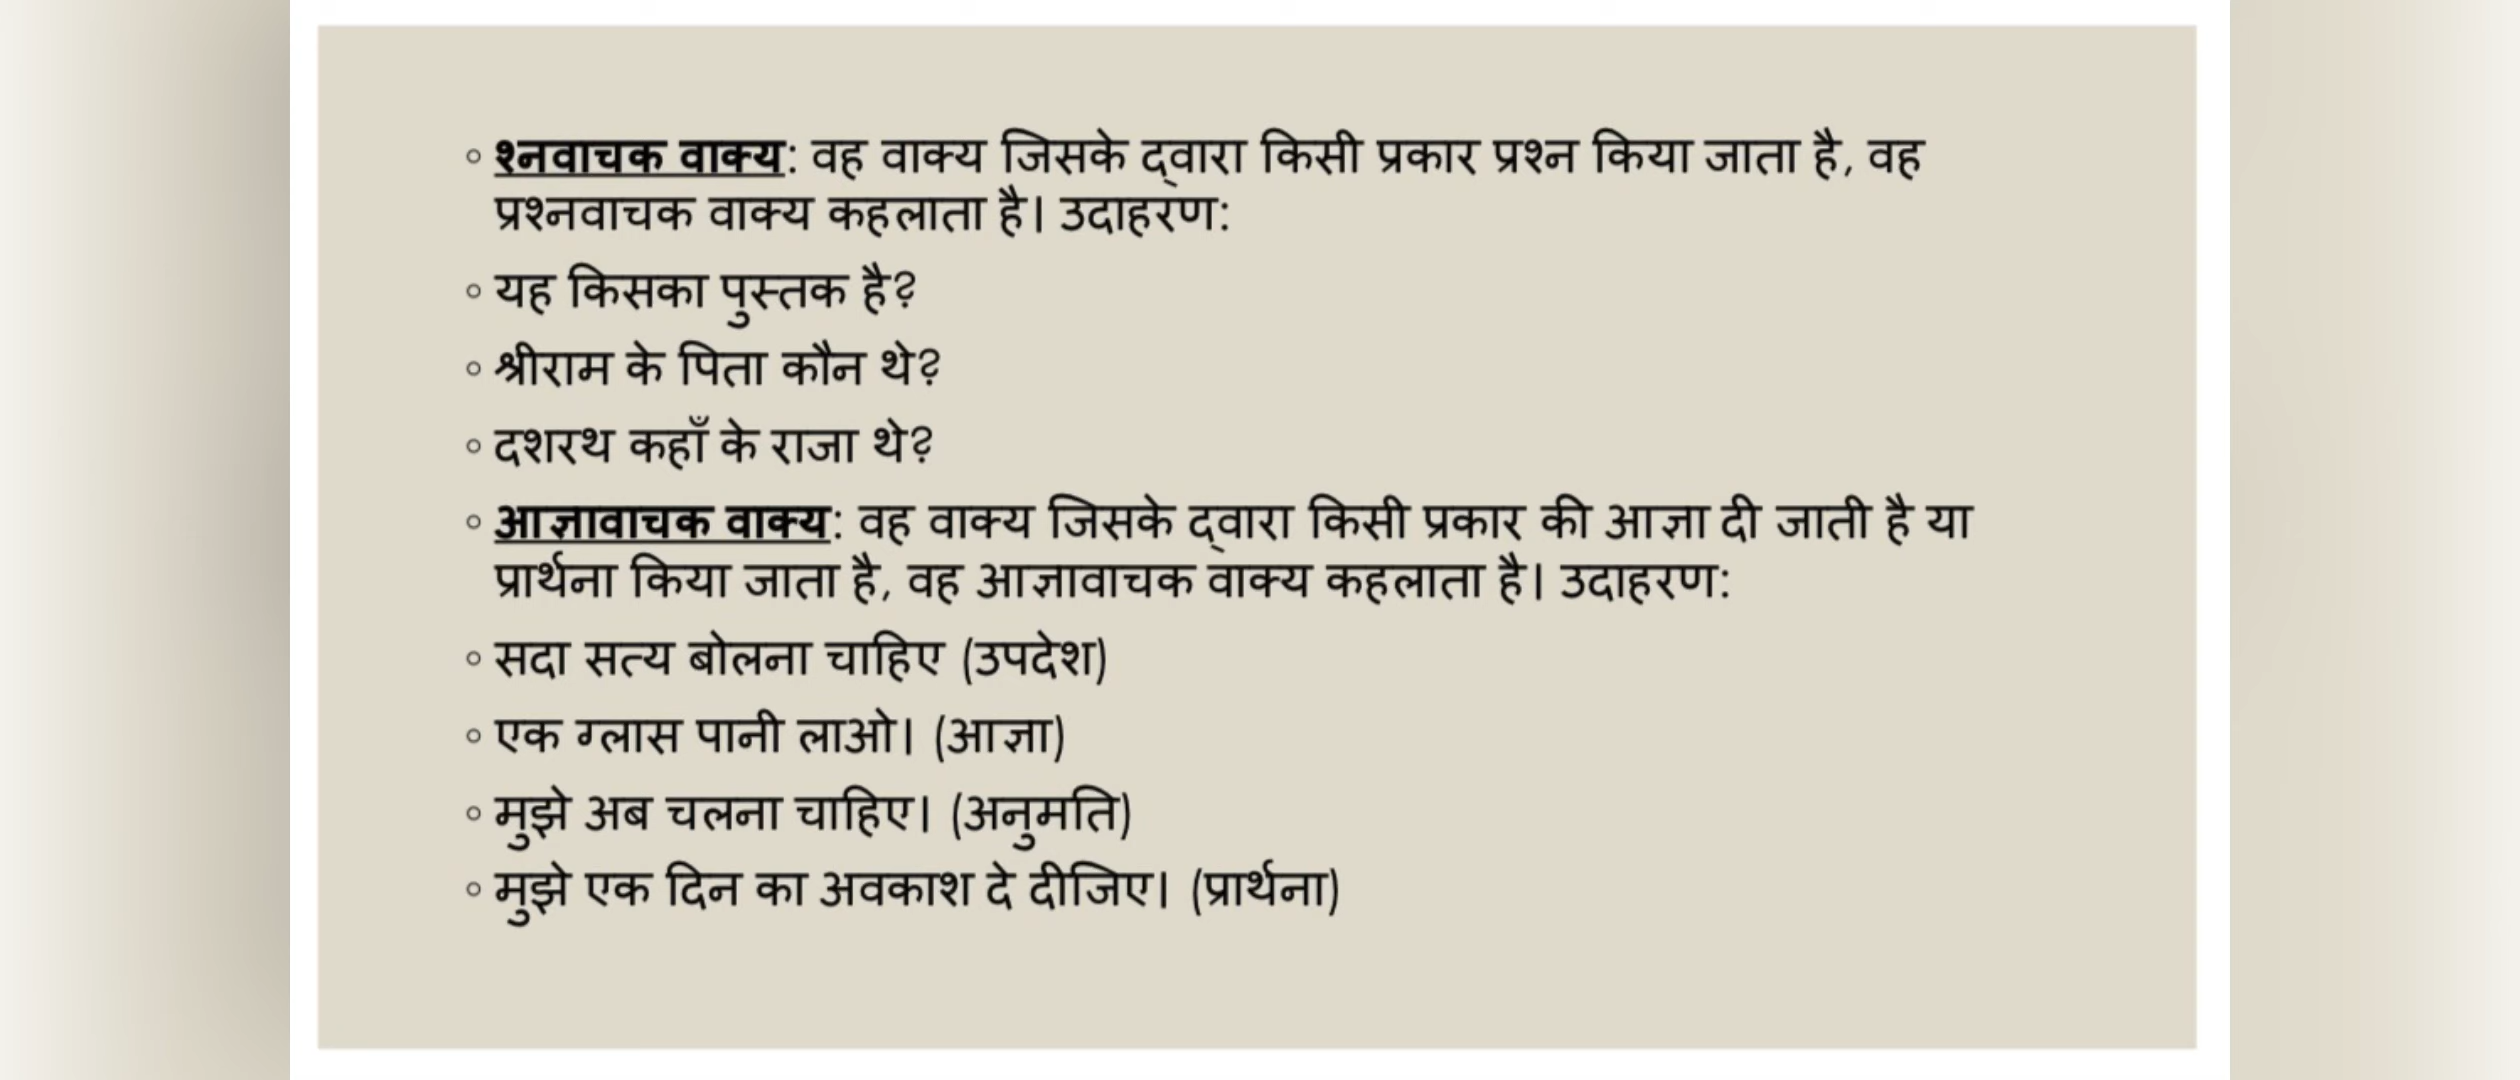 ◦ श्नवाचक वाक्य: वह वाक्य जिसके द्वारा किसी प्रकार प्रश्न किया जाता है, वह
प्रश्नवाचक वाक्य कहलाता है। उदाहरण:
◦ यह किसका पुस्तक है?
◦ श्रीराम के पिता कौन थे?
◦ दशरथ कहाँ के राजा थे?
◦ आज्ञावाचक वाक्य: वह वाक्य जिसके द्वारा किसी प्रकार की आज्ञा दी जाती है या
प्रार्थना किया जाता है, वह आज्ञावाचक वाक्य कहलाता है। उदाहरण:
◦ सदा सत्य बोलना चाहिए (उपदेश)
◦ एक ग्लास पानी लाओ। (आज्ञा)
◦ मुझे अब चलना चाहिए। (अनुमति)
◦ मुझे एक दिन का अवकाश दे दीजिए। (प्रार्थना)